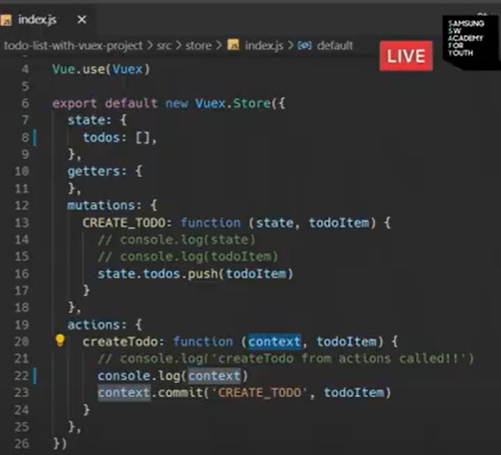 index.js
SAMSUNG
SW
ACADEMY
FOR
YOUTH
todo-list-with-vuex-project > src > store > index.js > default
LIVE
4 Vue.use(Vuex)
5
6 export default new Vuex.Store({
7 state: {
8 todos: [],
9 },
10 getters: {
11 },
12 mutations: {
13 CREATE_TODO: function (state, todoItem) {
14 // console.log(state)
15 // console.log(todoItem)
16 state.todos.push(todoItem)
17 }
18 },
19 actions: {
20 createTodo: function (context, todoItem) {
21 // console.log('createTodo from actions called!!')
22 console.log(context)
23 context.commit('CREATE_TODO', todoItem)
24 }
25 },
26 })